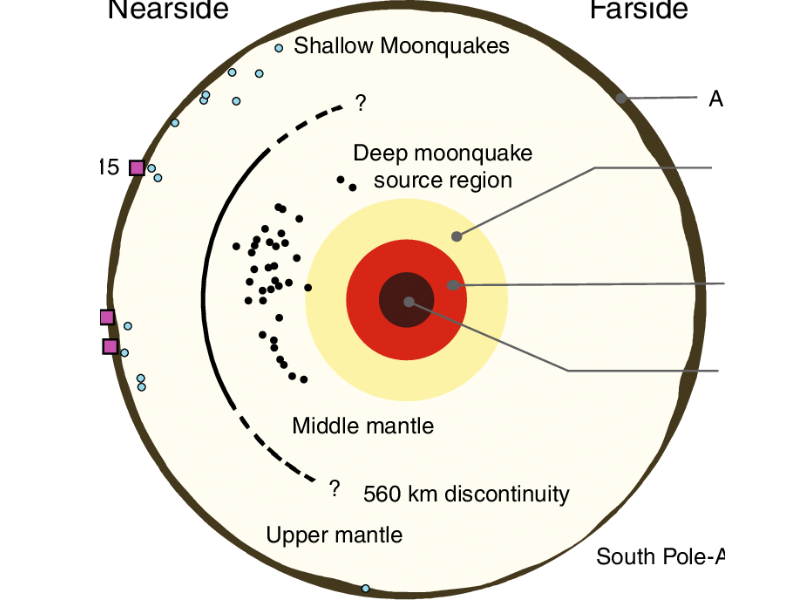 Nearside
Farside
Shallow Moonquakes
A
?
Deep moonquake
source region
15
Middle mantle
?
560 km discontinuity
Upper mantle
South Pole-A